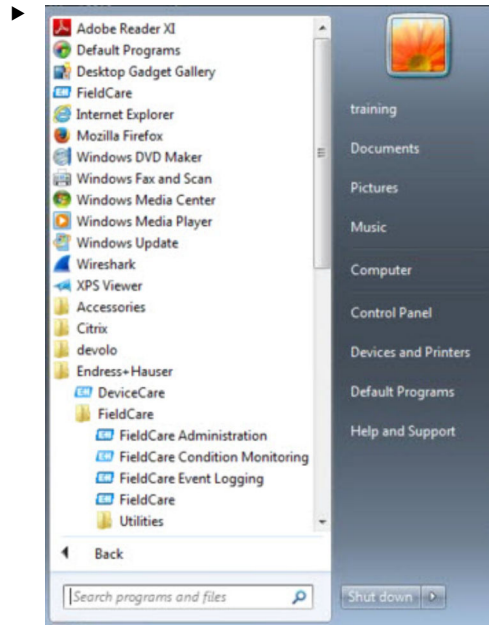 Adobe Reader XI
Default Programs
Desktop Gadget Gallery
FieldCare
Internet Explorer
Mozilla Firefox
Windows DVD Maker
Windows Fax and Scan
Windows Media Center
Windows Media Player
Windows Update
Wireshark
XPS Viewer
Accessories
Citrix
devolo
Endress+Hauser
DeviceCare
FieldCare
FieldCare Administration
FieldCare Condition Monitoring
FieldCare Event Logging
FieldCare
Utilities
Back
Search programs and files
training
Documents
Pictures
Music
Computer
Control Panel
Devices and Printers
Default Programs
Help and Support
Shut down